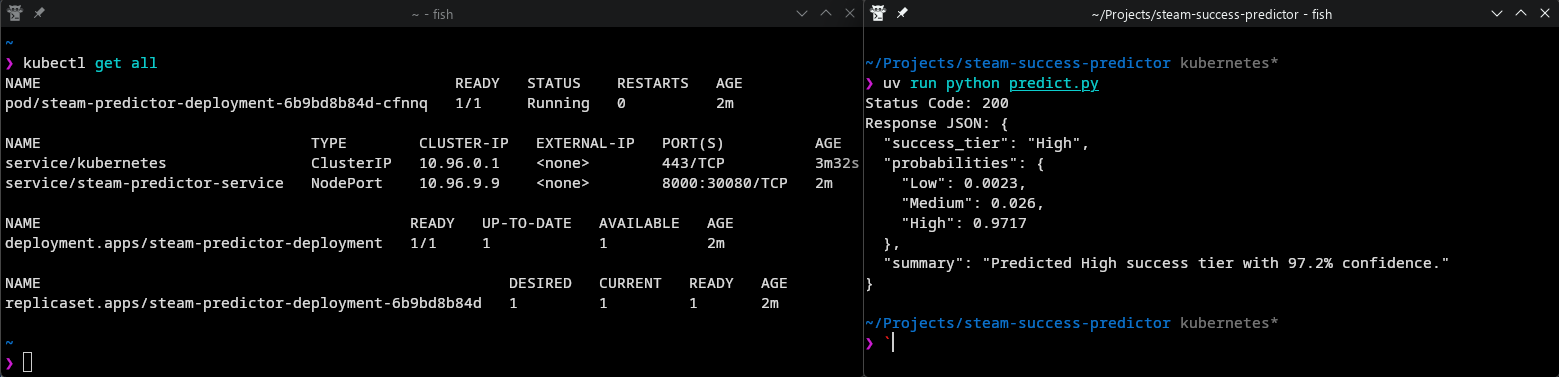 ~ - fish
~
❯ kubectl get all
NAME                                           READY   STATUS    RESTARTS   AGE
pod/steam-predictor-deployment-6b9bd8b84d-cfnnq   1/1     Running   0          2m
NAME                              TYPE        CLUSTER-IP   EXTERNAL-IP   PORT(S)          AGE
service/kubernetes                ClusterIP   10.96.0.1    <none>        443/TCP          3m32s
service/steam-predictor-service   NodePort    10.96.9.9    <none>        8000:30080/TCP   2m
NAME                                         READY   UP-TO-DATE   AVAILABLE   AGE
deployment.apps/steam-predictor-deployment   1/1     1            1           2m
NAME                                                    DESIRED   CURRENT   READY   AGE
replicaset.apps/steam-predictor-deployment-6b9bd8b84d   1         1         1       2m
~
❯
~/Projects/steam-success-predictor - fish
~/Projects/steam-success-predictor kubernetes*
❯ uv run python predict.py
Status Code: 200
Response JSON: {
  "success_tier": "High",
  "probabilities": {
    "Low": 0.0023,
    "Medium": 0.026,
    "High": 0.9717
  },
  "summary": "Predicted High success tier with 97.2% confidence."
}
~/Projects/steam-success-predictor kubernetes*
❯ `